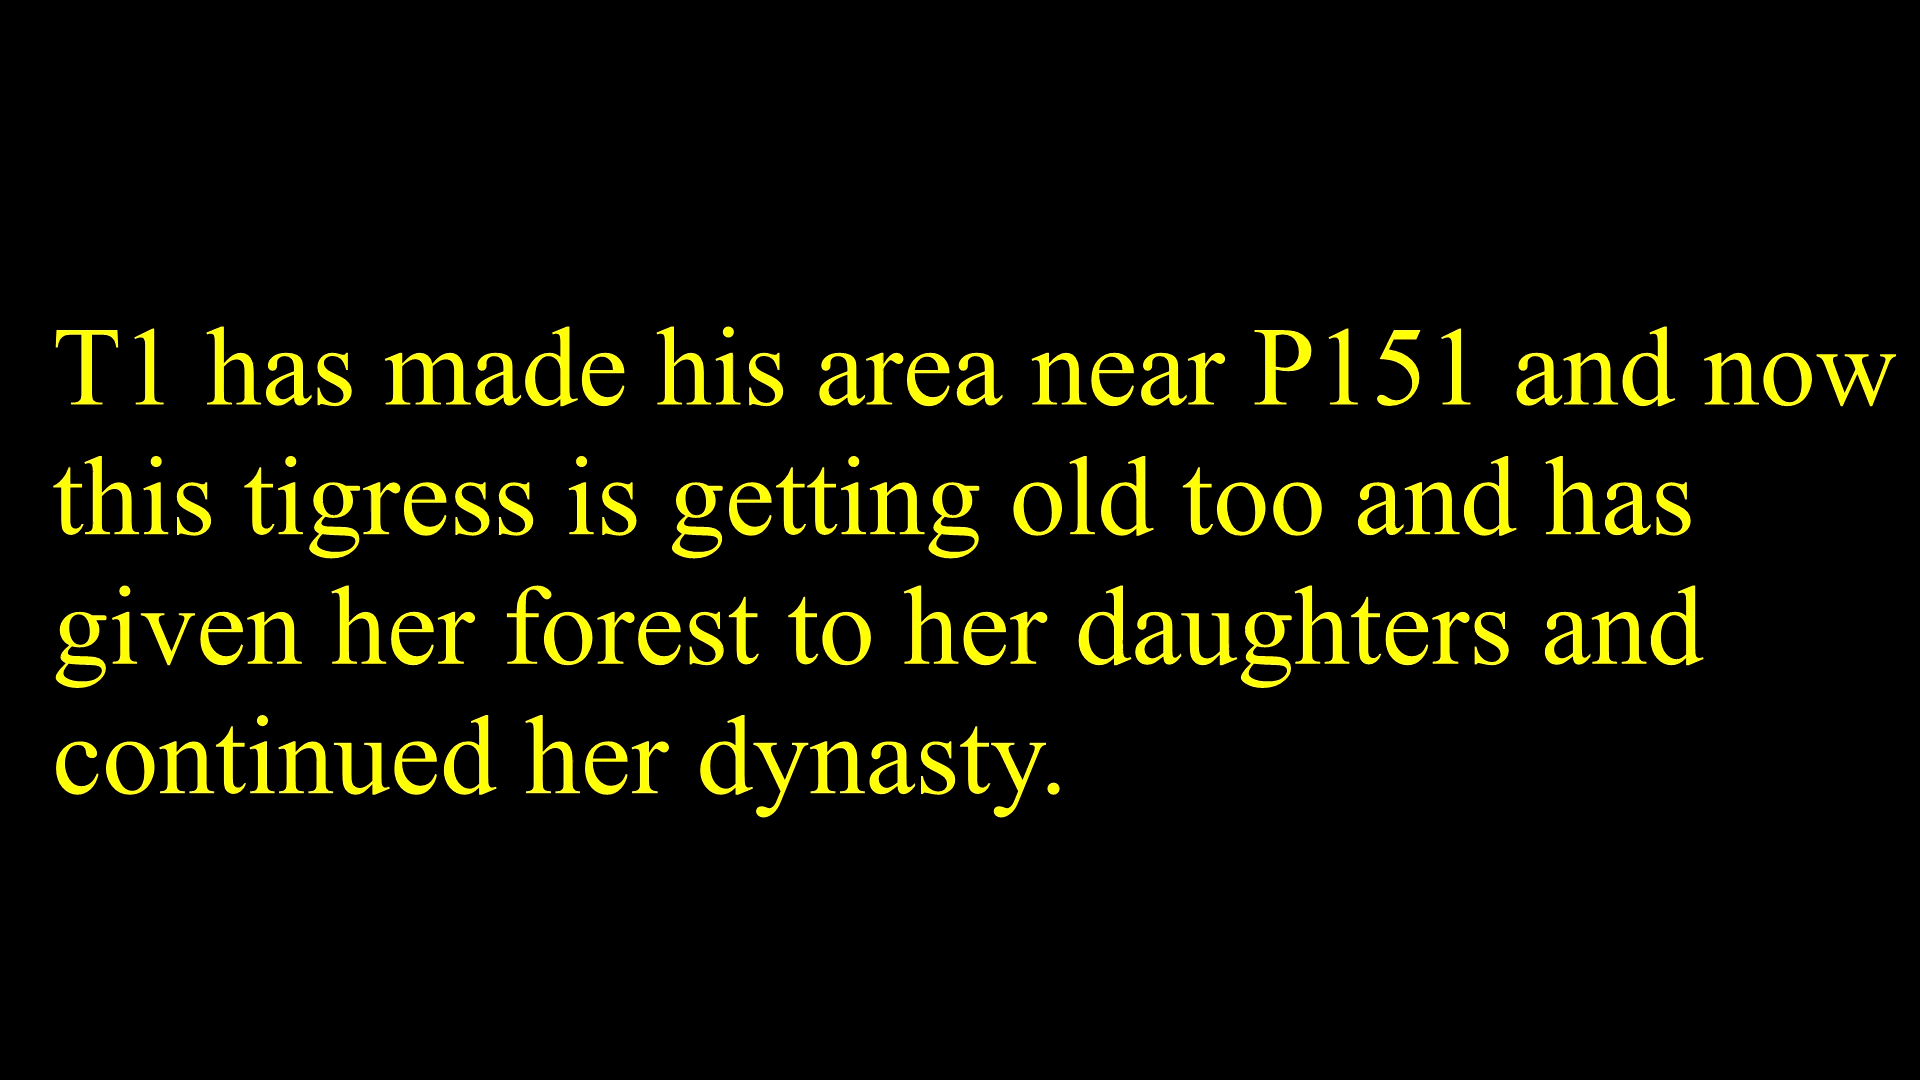 T1 has made his area near P151 and now
this tigress is getting old too and has
given her forest to her daughters and
continued her dynasty.